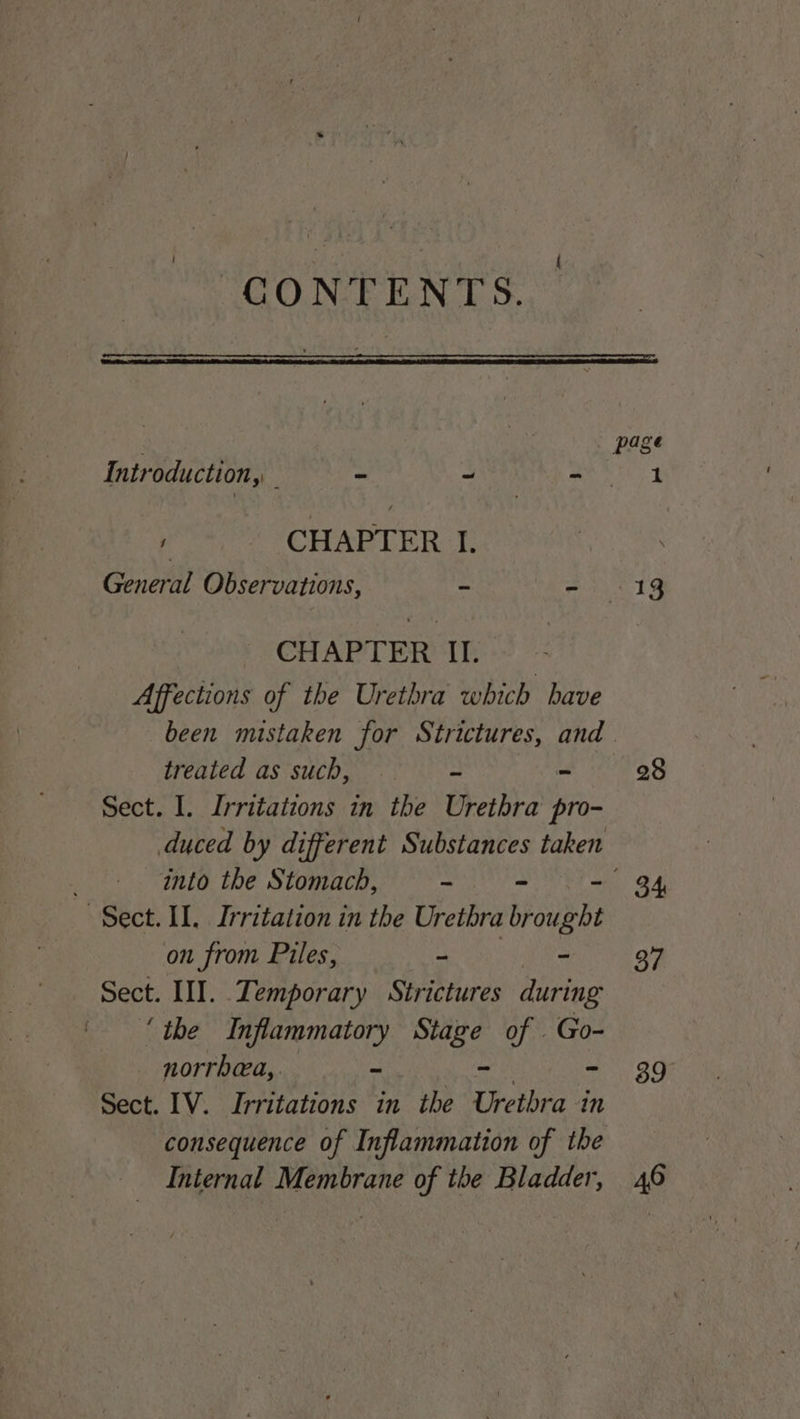 CONTENTS.
page
Introduction, - - - 1
CHAPTER I.
General Observations, - - 13
CHAPTER II.
Affections of the Urethra which have
been mistaken for Strictures, and
treated as such, - - 28
Sect. I. Irritations in the Urethra pro-
duced by different Substances taken
into the Stomach, - - - 34
Sect. II. Irritation in the Urethra brought
on from Piles, - - 37
Sect. III. Temporary Strictures during
the Inflammatory Stage of Go-
norrhœa, - - - 39
Sect. IV. Irritations in the Urethra in
consequence of Inflammation of the
Internal Membrane of the Bladder, 46